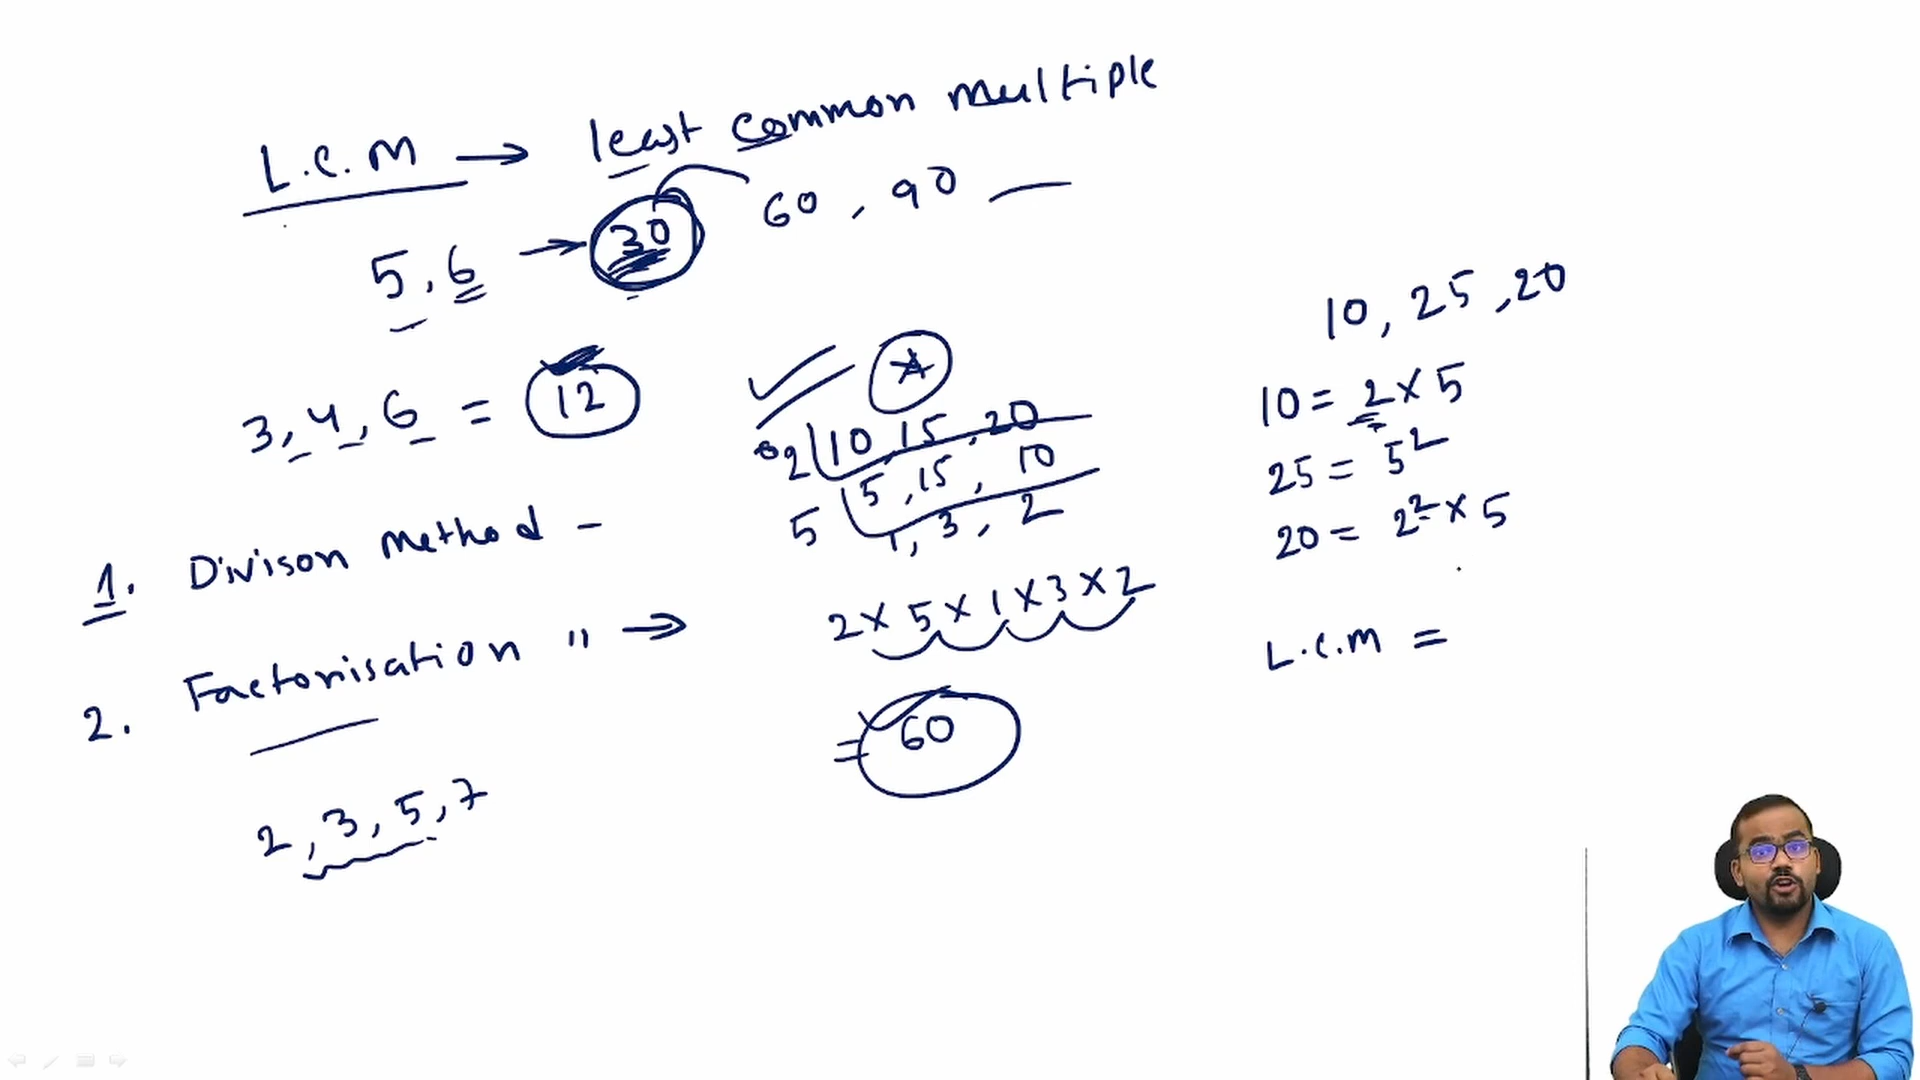 L.C.M → least common multiple
5, 6 → 30 60, 90 —
3, 4, 6 = 12
1. Divison Method -
2. Factorisation " →
2, 3, 5, 7
2 | 10, 15, 20
5 | 5, 15, 10
1, 3, 2
2 × 5 × 1 × 3 × 2
= 60
10, 25, 20
10 = 2 × 5
25 = 5²
20 = 2² × 5
L.C.M =